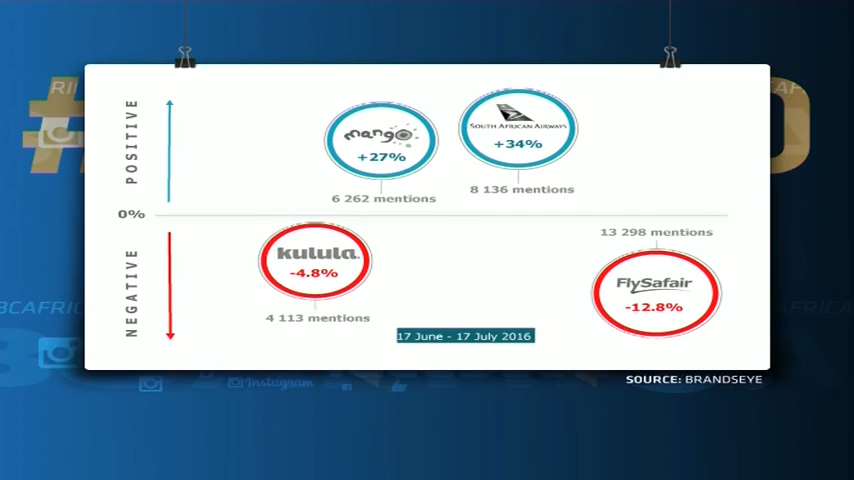 POSITIVE
mango
+27%
6 262 mentions
SOUTH AFRICAN AIRWAYS
+34%
8 136 mentions
0%
NEGATIVE
kulula.
-4.8%
4 113 mentions
13 298 mentions
FlySafair
-12.8%
17 June - 17 July 2016
SOURCE: BRANDSEYE
Instagram